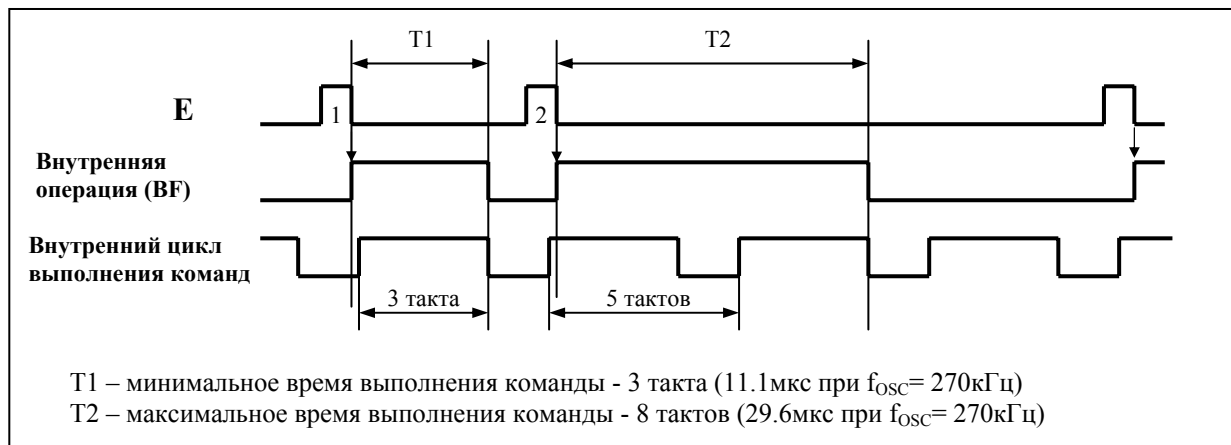 T1
T2
E
1
2
Внутренняя
операция (BF)
Внутренний цикл
выполнения команд
3 такта
5 тактов
T1 – минимальное время выполнения команды - 3 такта (11.1мкс при fOSC= 270кГц)
T2 – максимальное время выполнения команды - 8 тактов (29.6мкс при fOSC= 270кГц)